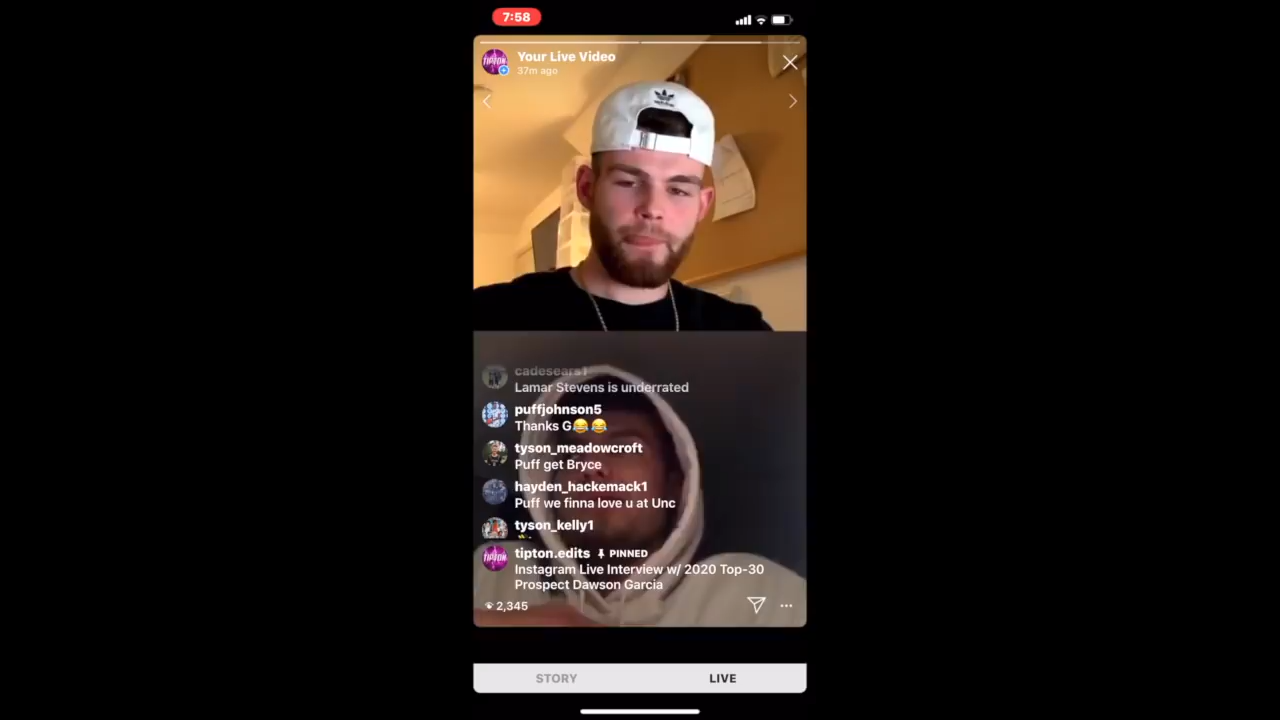 7:58
Your Live Video
37m ago
cadesears1
Lamar Stevens is underrated
puffjohnson5
Thanks G😂😂
tyson_meadowcroft
Puff get Bryce
hayden_hackemack1
Puff we finna love u at Unc
tyson_kelly1
tipton.edits PINNED
Instagram Live Interview w/ 2020 Top-30
Prospect Dawson Garcia
2,345
STORY LIVE